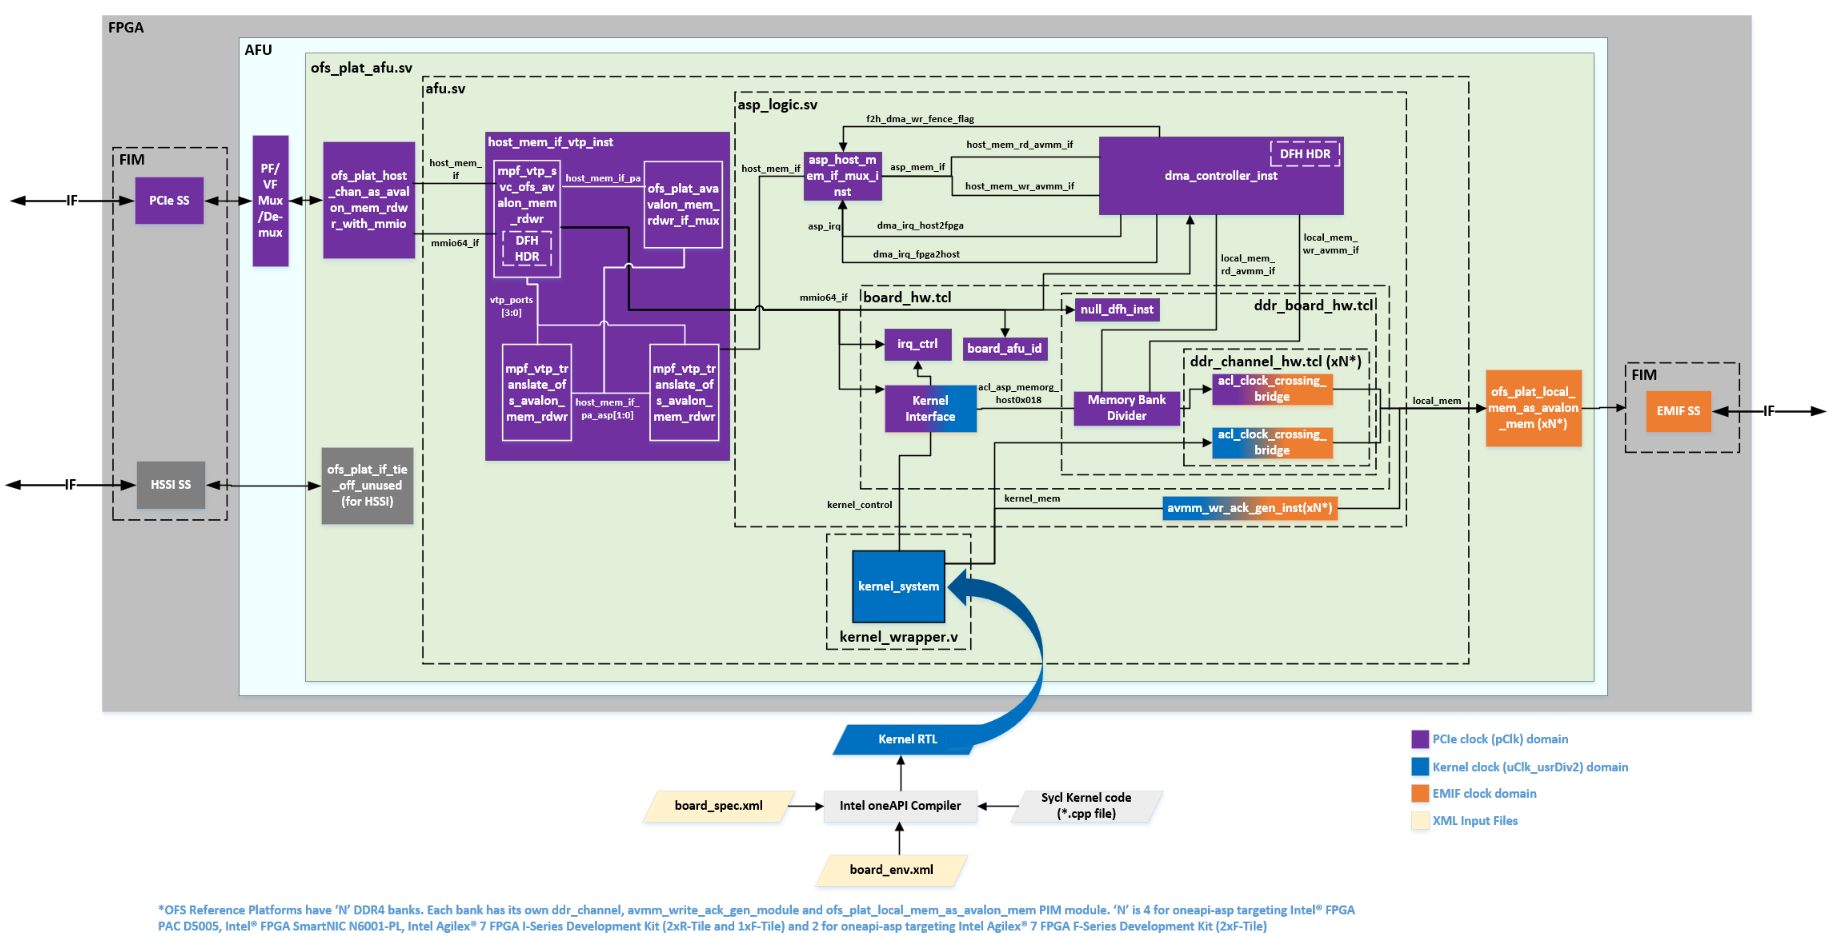 FPGA
AFU
ofs_plat_afu.sv
afu.sv
asp_logic.sv
FIM
IF
PCIe SS
PF/
VF
Mux
/De-
mux
ofs_plat_host
_chan_as_aval
on_mem_rdw
r_with_mmio
host_mem_
if
mmio64_if
host_mem_if_vtp_inst
mpf_vtp_s
vc_ofs_av
alon_mem
_rdwr
DFH
HDR
host_mem_if_pa
ofs_plat_ava
valon_mem_
rdwr_if_mux
vtp_ports
[3:0]
mpf_vtp_tr
anslate_of
s_avalon_
mem_rdwr
host_mem_if_
pa_asp[1:0]
mpf_vtp_tr
anslate_of
s_avalon_
mem_rdwr
host_mem_if
f2h_dma_wr_fence_flag
asp_host_m
em_if_mux_i
nst
asp_mem_if
host_mem_rd_avmm_if
host_mem_wr_avmm_if
DFH HDR
dma_controller_inst
asp_irq
dma_irq_host2fpga
dma_irq_fpga2host
local_mem_
rd_avmm_if
local_mem_
wr_avmm_if
mmio64_if
board_hw.tcl
ddr_board_hw.tcl
null_dfh_inst
irq_ctrl
board_afu_id
ddr_channel_hw.tcl (xN*)
acl_clock_crossing_
bridge
Kernel
Interface
acl_asp_memorg_
host0x018
Memory Bank
Divider
acl_clock_crossing_
bridge
local_mem
ofs_plat_local_
mem_as_avalon
_mem (xN*)
FIM
EMIF SS
IF
IF
HSSI SS
ofs_plat_if_tie
_off_unused
(for HSSI)
kernel_control
kernel_mem
avmm_wr_ack_gen_inst(xN*)
kernel_system
kernel_wrapper.v
Kernel RTL
board_spec.xml
Intel oneAPI Compiler
Sycl Kernel code
(*.cpp file)
board_env.xml
PCIe clock (pClk) domain
Kernel clock (uClk_usrDiv2) domain
EMIF clock domain
XML Input Files
*OFS Reference Platforms have ‘N’ DDR4 banks. Each bank has its own ddr_channel, avmm_write_ack_gen_module and ofs_plat_local_mem_as_avalon_mem PIM module. ‘N’ is 4 for oneapi-asp targeting Intel® FPGA
PAC D5005, Intel® FPGA SmartNIC N6001-PL, Intel Agilex® 7 FPGA I-Series Development Kit (2xR-Tile and 1xF-Tile) and 2 for oneapi-asp targeting Intel Agilex® 7 FPGA F-Series Development Kit (2xF-Tile)